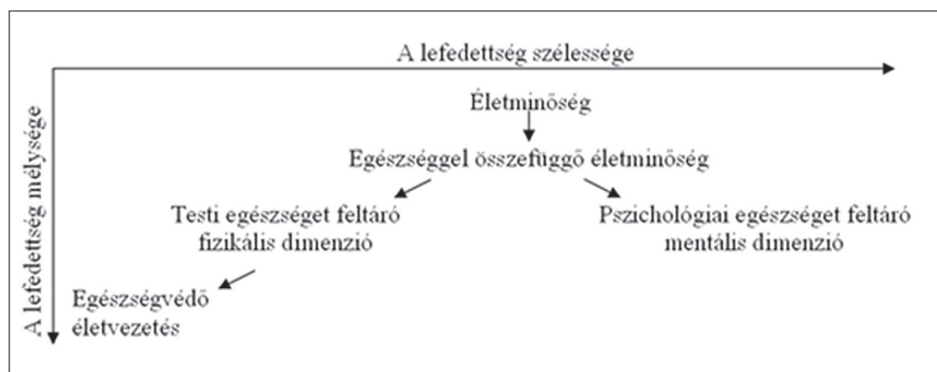 A lefedettség szélessége
A lefedettség mélysége
Életminőség
Egészséggel összefüggő életminőség
Testi egészséget feltáró
fizikális dimenzió
Pszichológiai egészséget feltáró
mentális dimenzió
Egészségvédő
életvezetés